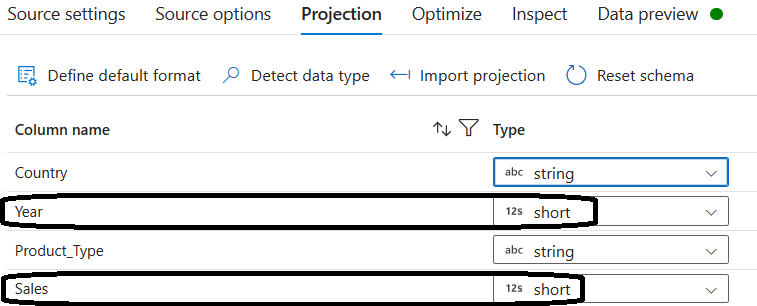 Source settings Source options Projection Optimize Inspect Data preview
Define default format Detect data type Import projection Reset schema
Column name Type
Country abc string
Year 12s short
Product_Type abc string
Sales 12s short